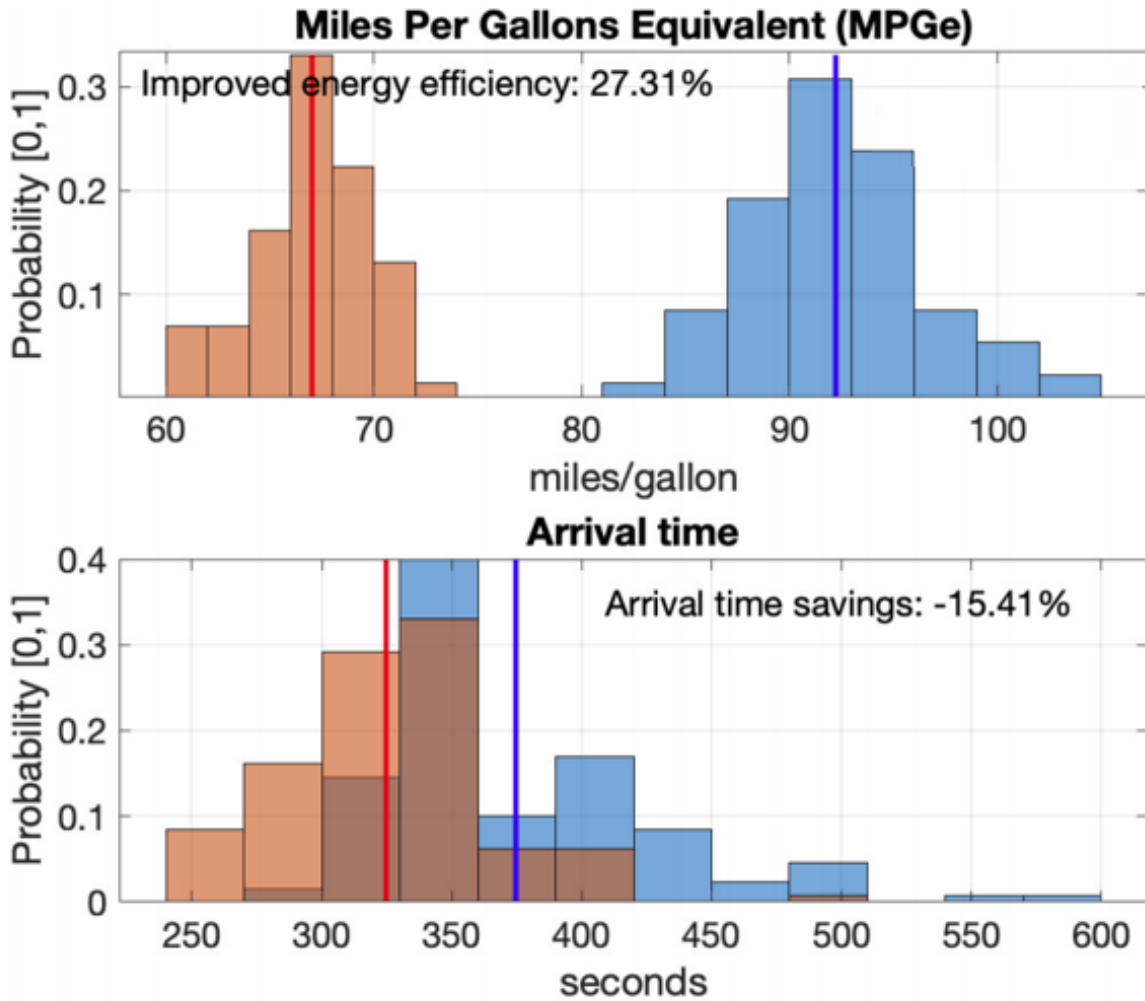 Miles Per Gallons Equivalent (MPGe)
Improved energy efficiency: 27.31%
Probability [0,1]
0.3
0.2
0.1
60 70 80 90 100
miles/gallon
Arrival time
Arrival time savings: -15.41%
Probability [0,1]
0.4
0.3
0.2
0.1
0
250 300 350 400 450 500 550 600
seconds